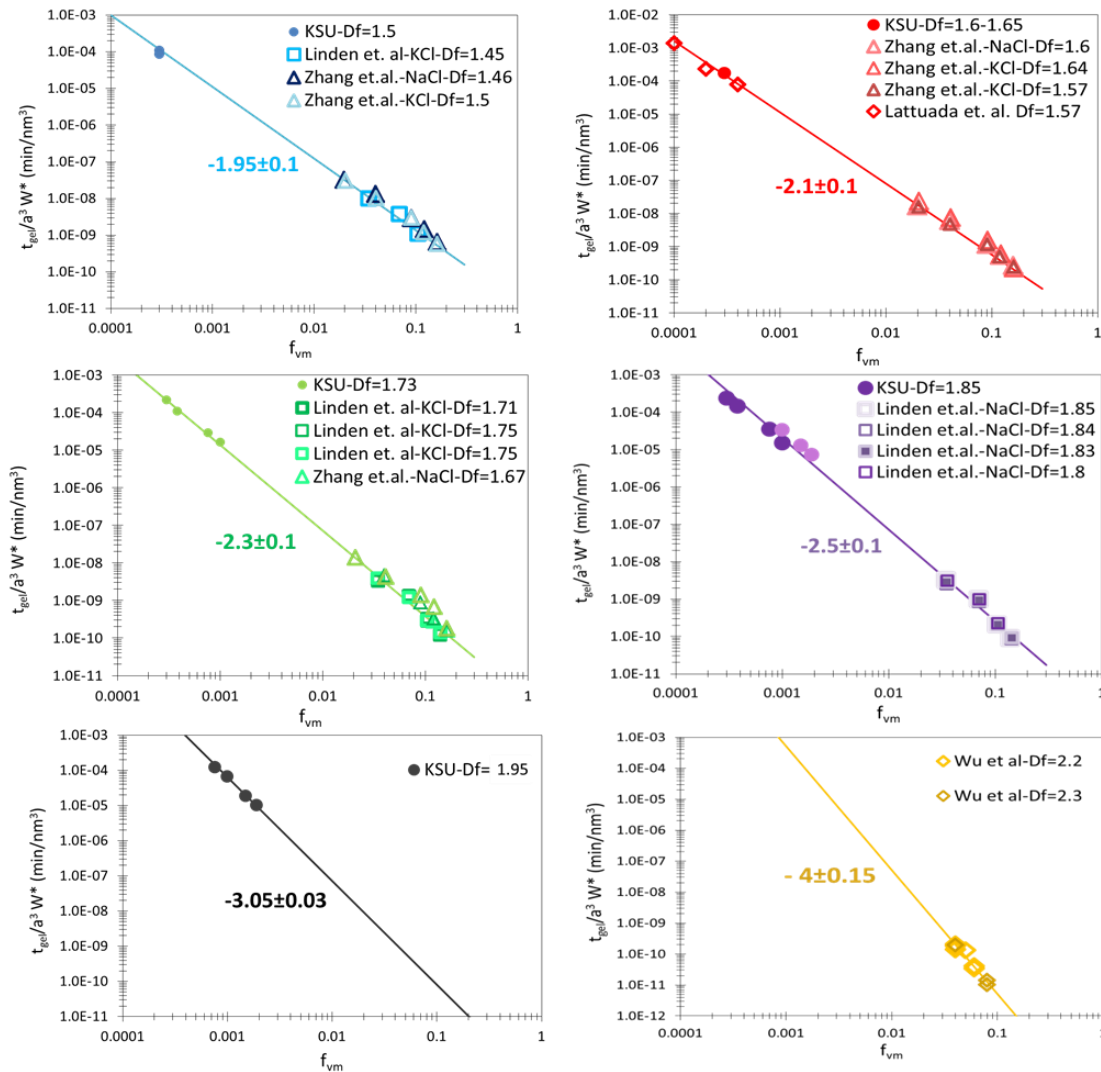 1.0E-03
1.0E-04
1.0E-05
1.0E-06
1.0E-07
1.0E-08
1.0E-09
1.0E-10
1.0E-11
0.0001
0.001
0.01
0.1
1
t_gel/a³ W* (min/nm³)
f_vm
KSU-Df=1.5
Linden et. al-KCl-Df=1.45
Zhang et.al.-NaCl-Df=1.46
Zhang et.al.-KCl-Df=1.5
-1.95±0.1
1.0E-02
1.0E-03
1.0E-04
1.0E-05
1.0E-06
1.0E-07
1.0E-08
1.0E-09
1.0E-10
1.0E-11
0.0001
0.001
0.01
0.1
1
t_gel/a³ W* (min/nm³)
f_vm
KSU-Df=1.6-1.65
Zhang et.al.-NaCl-Df=1.6
Zhang et.al.-KCl-Df=1.64
Zhang et.al.-KCl-Df=1.57
Lattuada et. al. Df=1.57
-2.1±0.1
1.0E-03
1.0E-04
1.0E-05
1.0E-06
1.0E-07
1.0E-08
1.0E-09
1.0E-10
1.0E-11
0.0001
0.001
0.01
0.1
1
t_gel/a³ W* (min/nm³)
f_vm
KSU-Df=1.73
Linden et. al-KCl-Df=1.71
Linden et. al-KCl-Df=1.75
Linden et. al-KCl-Df=1.75
Zhang et.al.-NaCl-Df=1.67
-2.3±0.1
1.0E-03
1.0E-04
1.0E-05
1.0E-06
1.0E-07
1.0E-08
1.0E-09
1.0E-10
1.0E-11
0.0001
0.001
0.01
0.1
1
t_gel/a³ W* (min/nm³)
f_vm
KSU-Df=1.85
Linden et.al.-NaCl-Df=1.85
Linden et.al.-NaCl-Df=1.84
Linden et.al.-NaCl-Df=1.83
Linden et.al.-NaCl-Df=1.8
-2.5±0.1
1.0E-03
1.0E-04
1.0E-05
1.0E-06
1.0E-07
1.0E-08
1.0E-09
1.0E-10
1.0E-11
0.0001
0.001
0.01
0.1
1
t_gel/a³ W* (min/nm³)
f_vm
KSU-Df= 1.95
-3.05±0.03
1.0E-03
1.0E-04
1.0E-05
1.0E-06
1.0E-07
1.0E-08
1.0E-09
1.0E-10
1.0E-11
1.0E-12
0.0001
0.001
0.01
0.1
1
t_gel/a³ W* (min/nm³)
f_vm
Wu et al-Df=2.2
Wu et al-Df=2.3
- 4±0.15